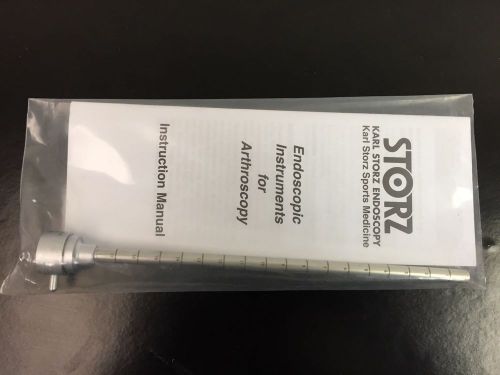 STORZ
KARL STORZ ENDOSCOPY
Karl Storz Sports Medicine
Endoscopic
Instruments
for
Arthroscopy
Instruction Manual